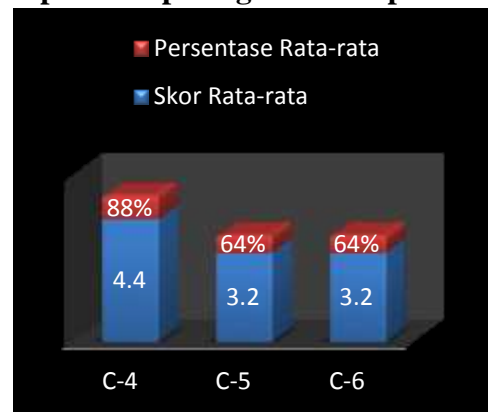 Persentase Rata-rata
Skor Rata-rata
88%
64%
64%
4.4
3.2
3.2
C-4
C-5
C-6